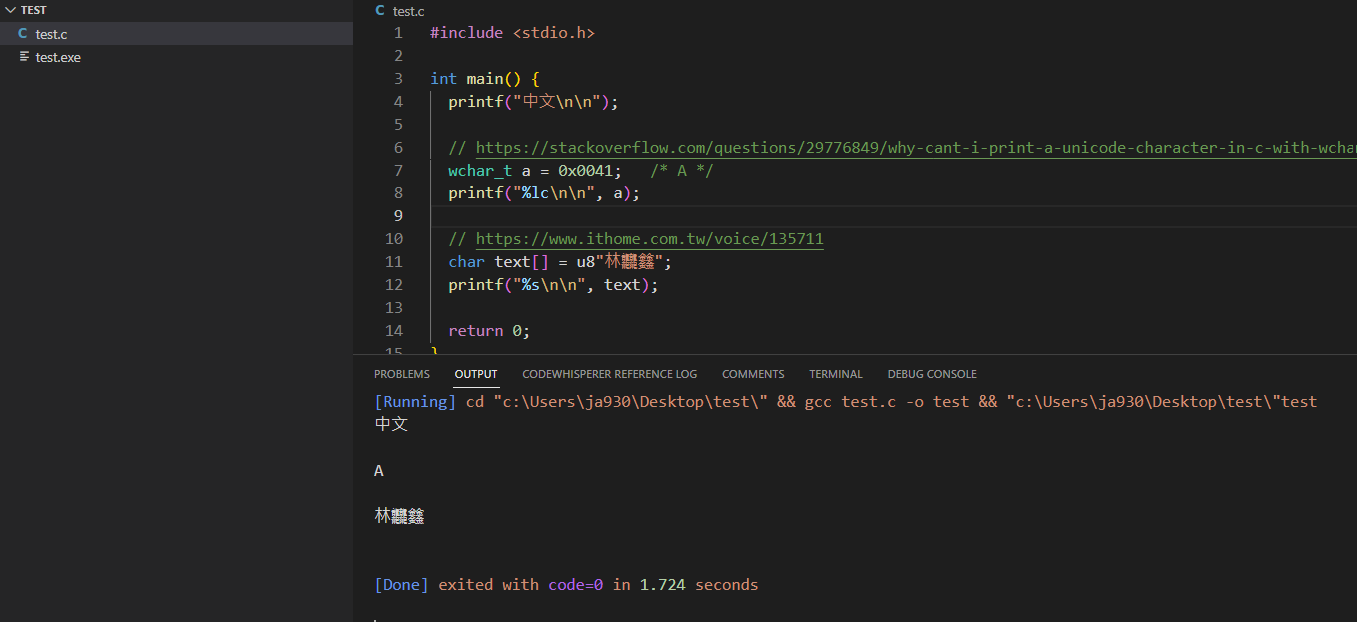 TEST
C test.c
test.exe
C test.c
1 #include <stdio.h>
2
3 int main() {
4 printf("中文\n\n");
5
6 // https://stackoverflow.com/questions/29776849/why-cant-i-print-a-unicode-character-in-c-with-wchar
7 wchar_t a = 0x0041; /* A */
8 printf("%lc\n\n", a);
9
10 // https://www.ithome.com.tw/voice/135711
11 char text[] = u8"林𪚥鑫";
12 printf("%s\n\n", text);
13
14 return 0;
15 }
PROBLEMS OUTPUT CODEWHISPERER REFERENCE LOG COMMENTS TERMINAL DEBUG CONSOLE
[Running] cd "c:\Users\ja930\Desktop\test\" && gcc test.c -o test && "c:\Users\ja930\Desktop\test\"test
中文
A
林𪚥鑫
[Done] exited with code=0 in 1.724 seconds